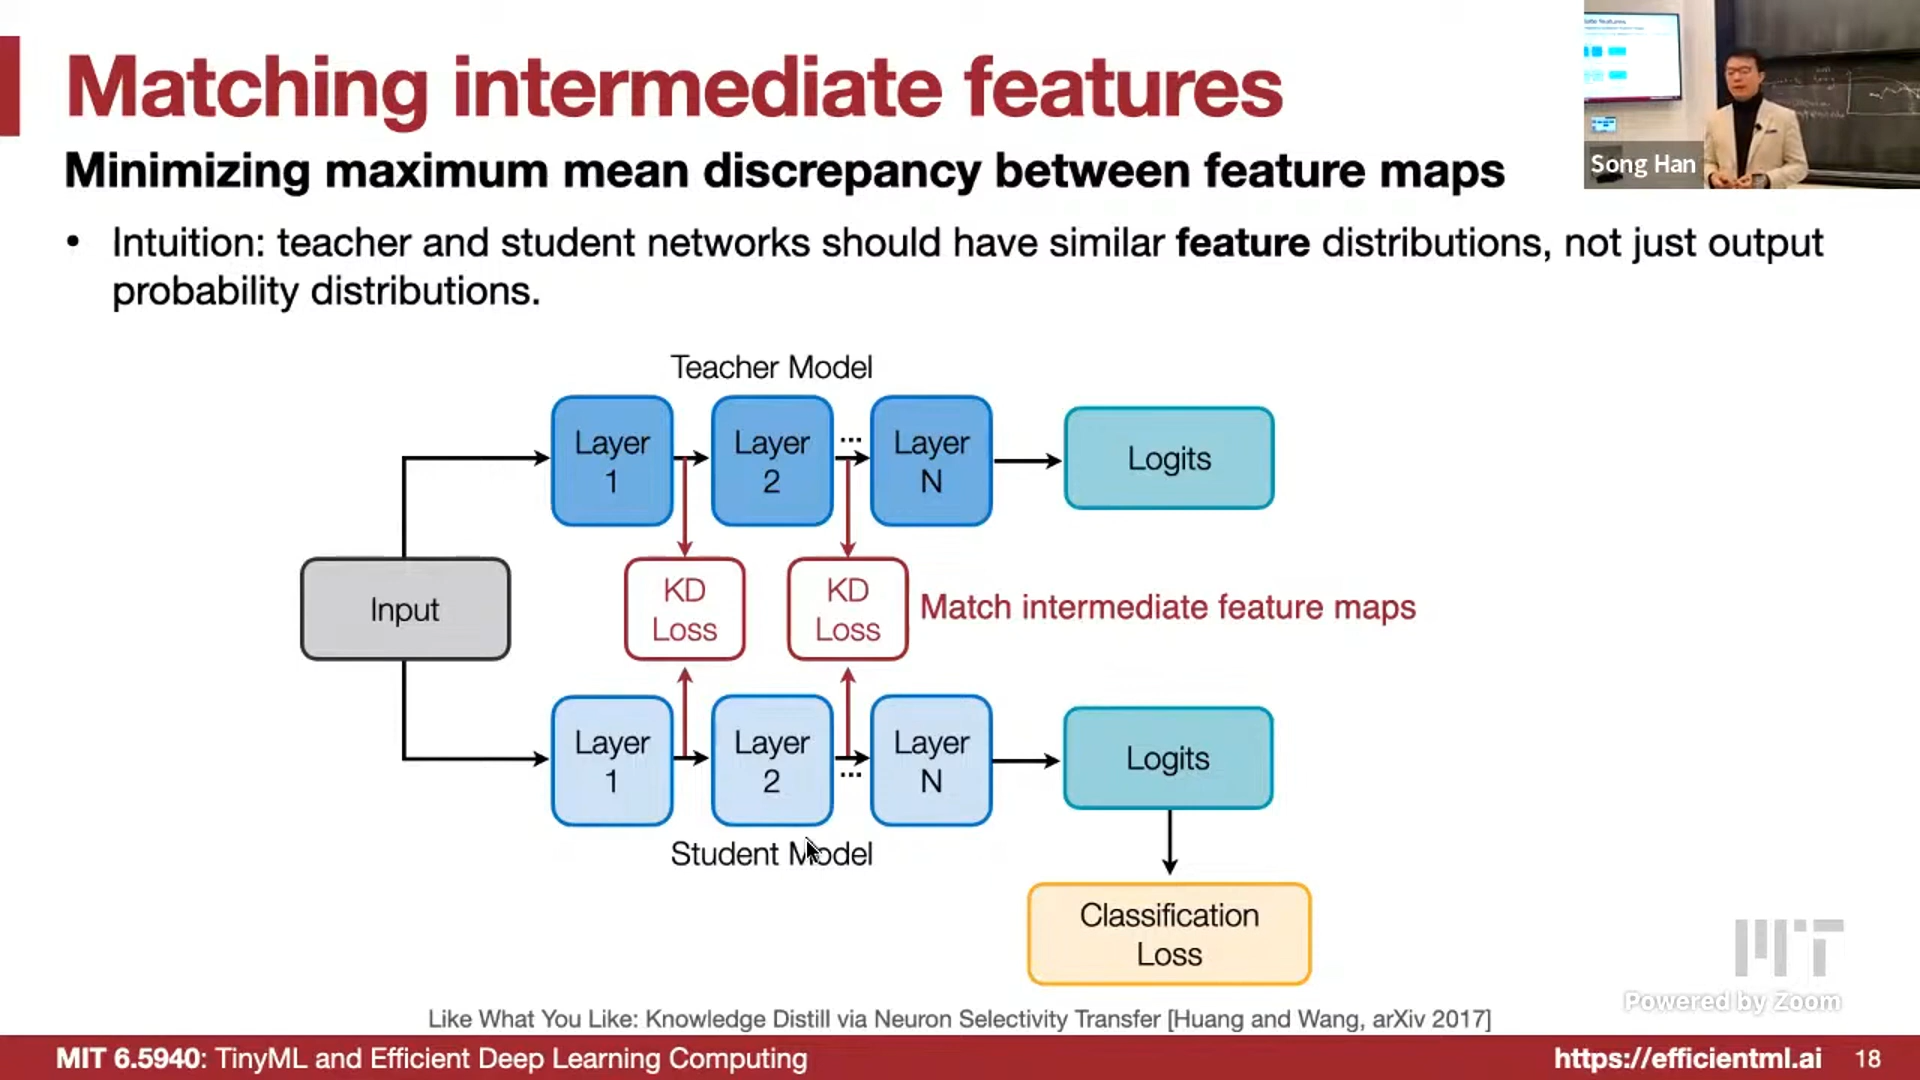 Matching intermediate features
Minimizing maximum mean discrepancy between feature maps
Song Han
• Intuition: teacher and student networks should have similar feature distributions, not just output
probability distributions.
Teacher Model
Layer
1
Layer
2
...
Layer
N
Logits
Input
KD
Loss
KD
Loss
Match intermediate feature maps
Layer
1
Layer
2
...
Layer
N
Logits
Student Model
Classification
Loss
MIT
Powered by Zoom
Like What You Like: Knowledge Distill via Neuron Selectivity Transfer [Huang and Wang, arXiv 2017]
MIT 6.5940: TinyML and Efficient Deep Learning Computing
https://efficientml.ai
18